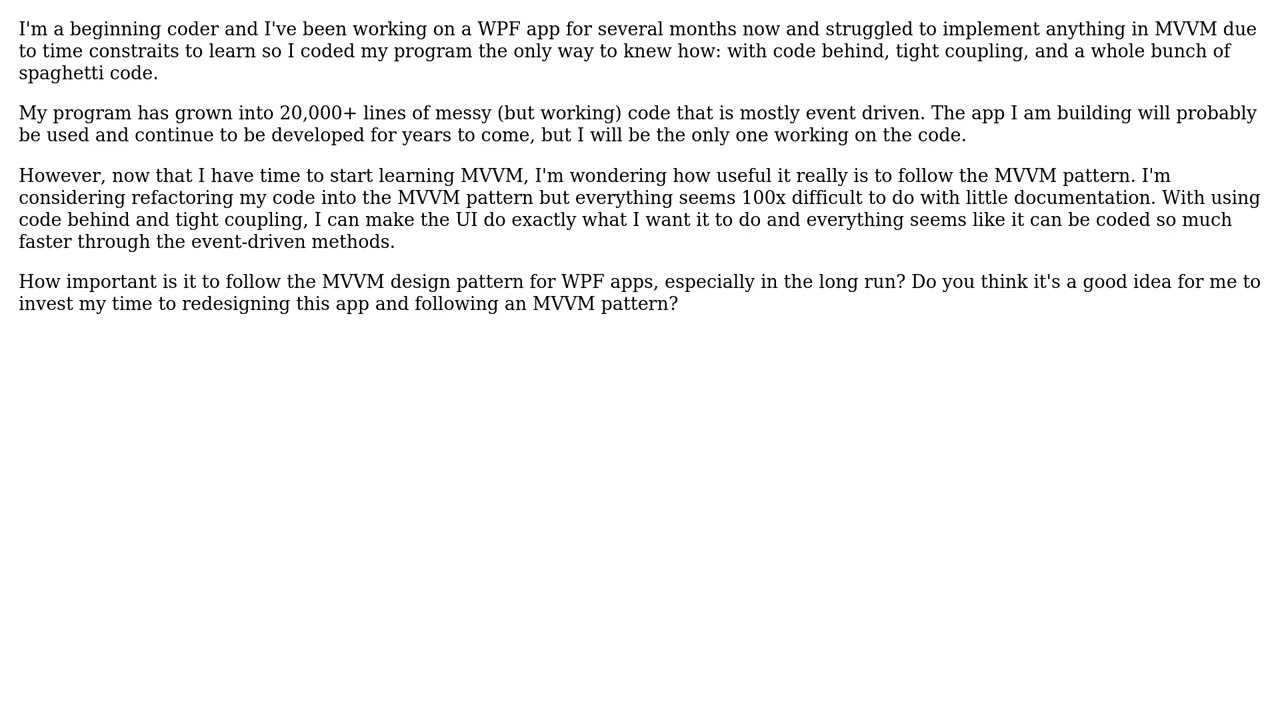 I'm a beginning coder and I've been working on a WPF app for several months now and struggled to implement anything in MVVM due
to time constraits to learn so I coded my program the only way to knew how: with code behind, tight coupling, and a whole bunch of
spaghetti code.
My program has grown into 20,000+ lines of messy (but working) code that is mostly event driven. The app I am building will probably
be used and continue to be developed for years to come, but I will be the only one working on the code.
However, now that I have time to start learning MVVM, I'm wondering how useful it really is to follow the MVVM pattern. I'm
considering refactoring my code into the MVVM pattern but everything seems 100x difficult to do with little documentation. With using
code behind and tight coupling, I can make the UI do exactly what I want it to do and everything seems like it can be coded so much
faster through the event-driven methods.
How important is it to follow the MVVM design pattern for WPF apps, especially in the long run? Do you think it's a good idea for me to
invest my time to redesigning this app and following an MVVM pattern?